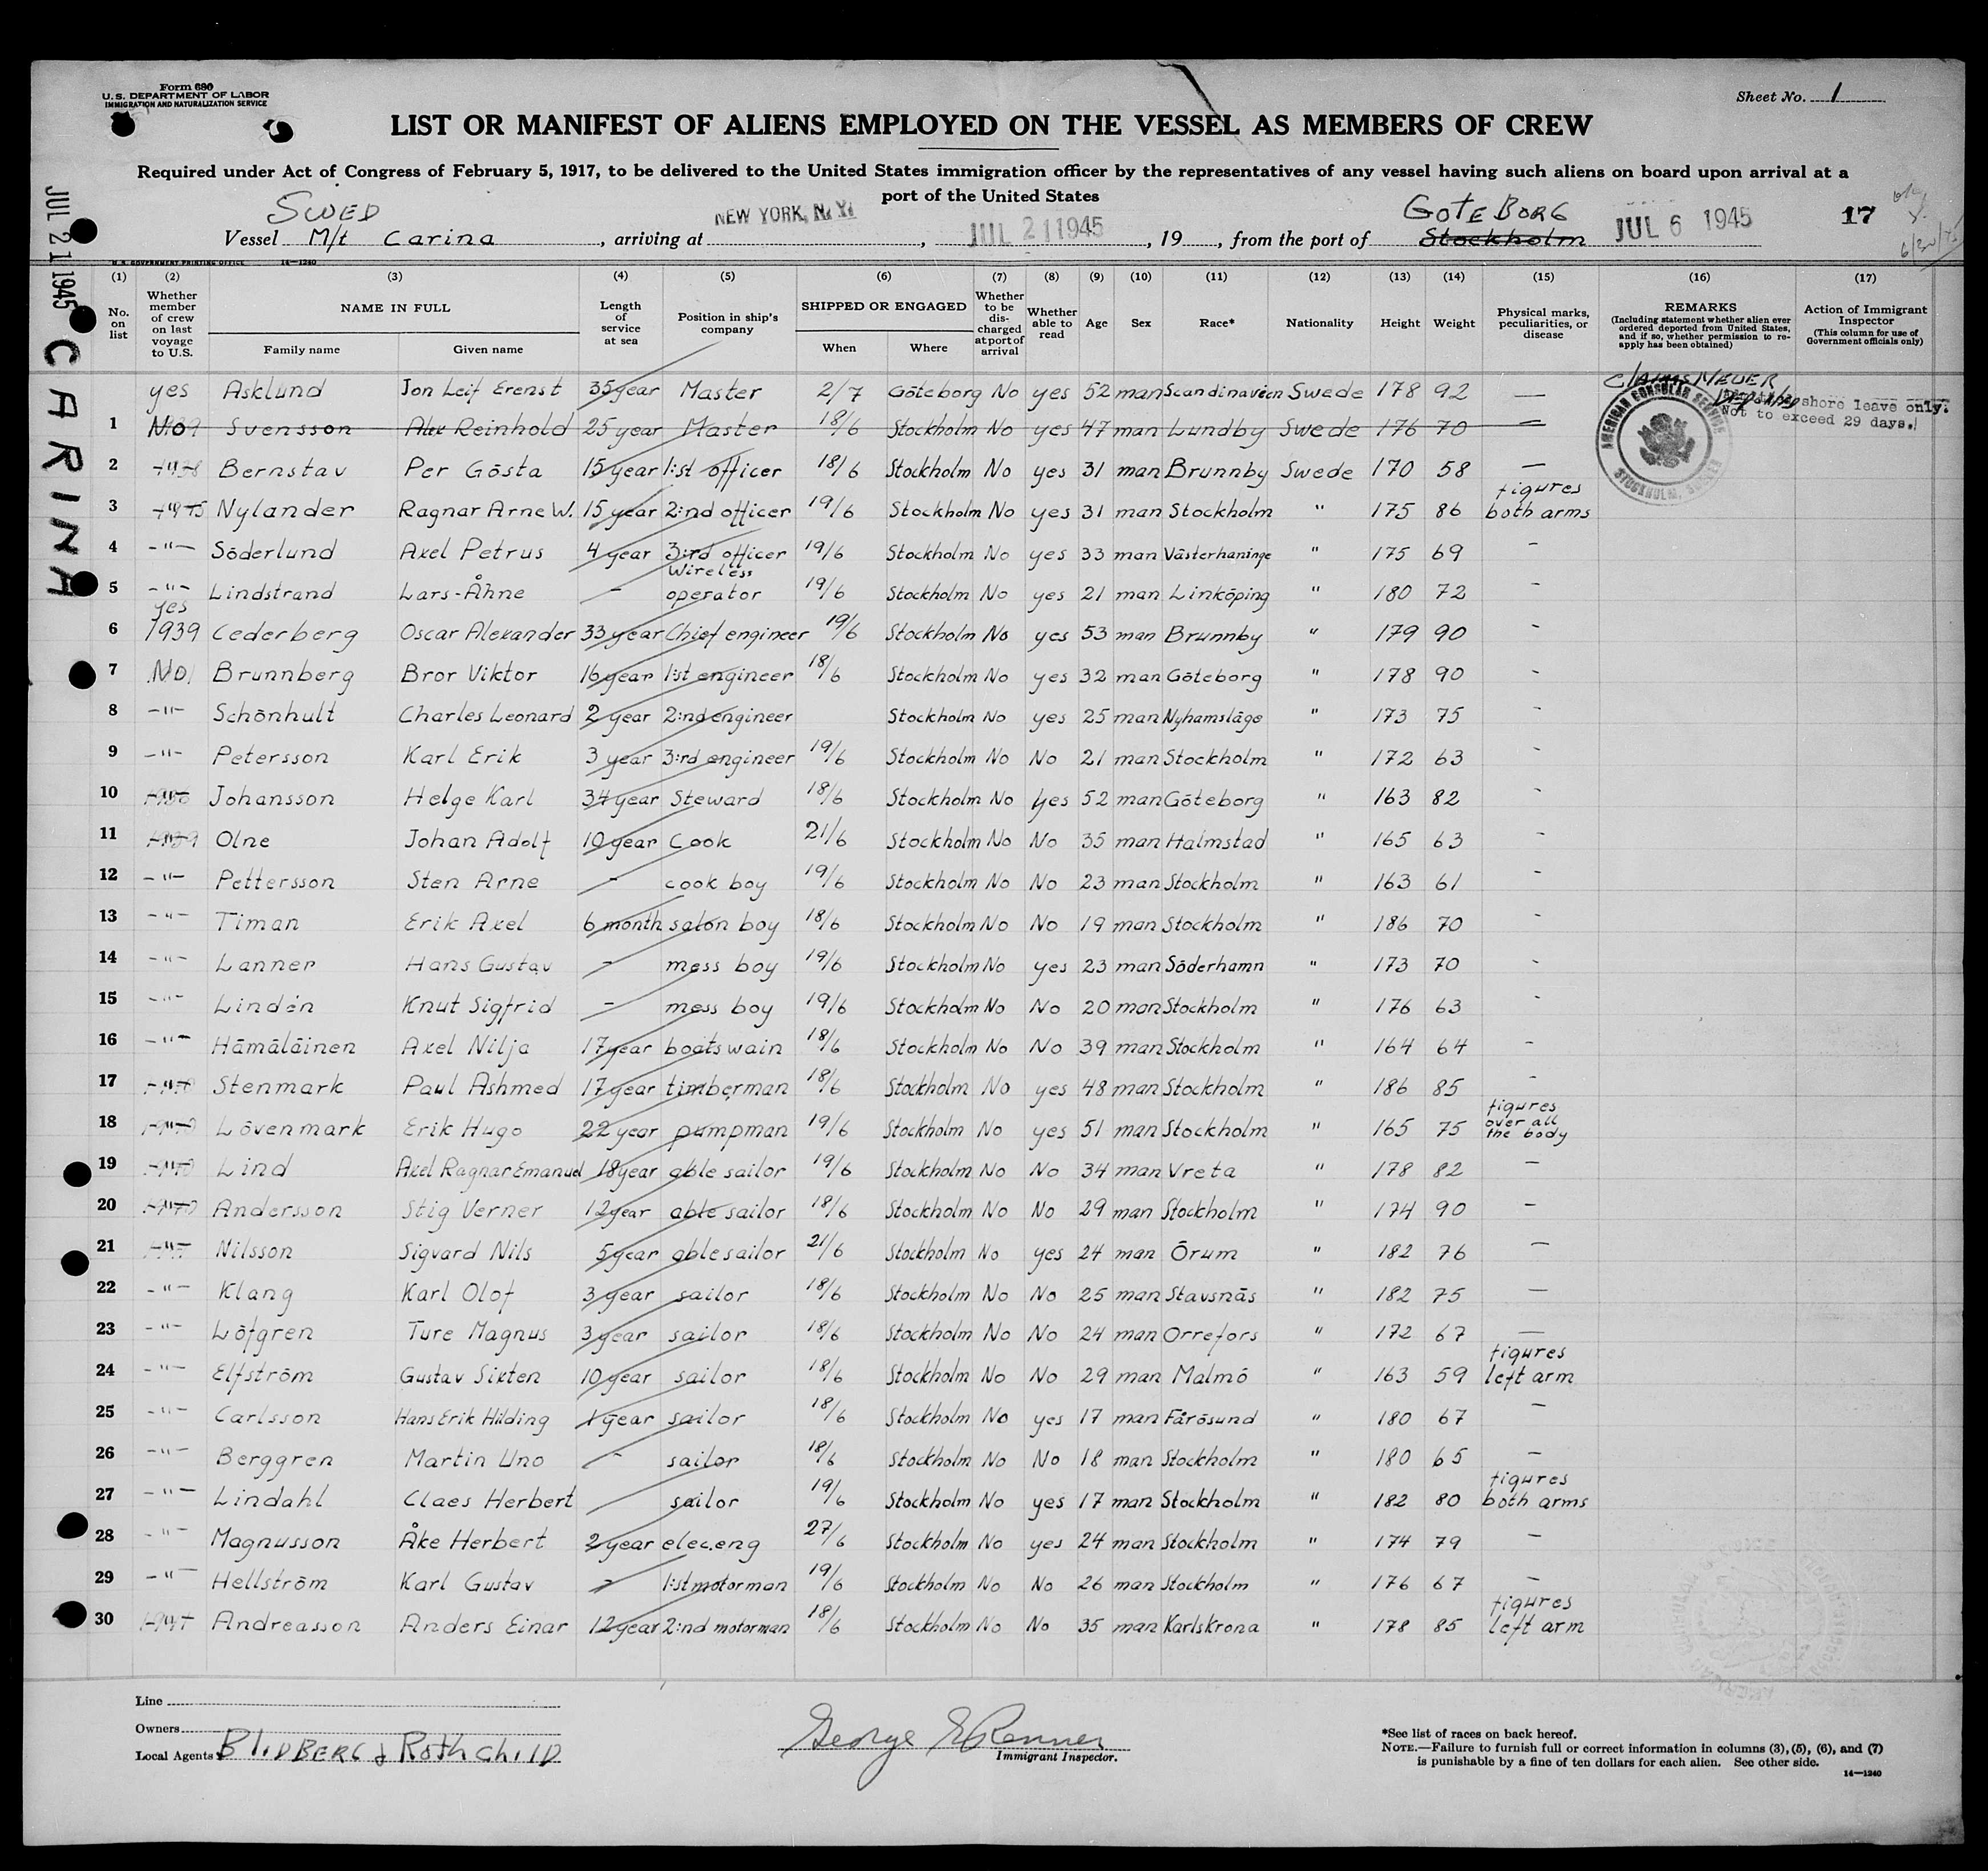 Form 680
U.S. DEPARTMENT OF LABOR
IMMIGRATION AND NATURALIZATION SERVICE
Sheet No. 1
LIST OR MANIFEST OF ALIENS EMPLOYED ON THE VESSEL AS MEMBERS OF CREW
Required under Act of Congress of February 5, 1917, to be delivered to the United States immigration officer by the representatives of any vessel having such aliens on board upon arrival at a
port of the United States
SWED
Vessel M/t Carina, arriving at NEW YORK, N.Y., JUL 21 1945, 19, from the port of Stockholm GOTEBORG JUL 6 1945 17
JUL 21 1945 CARINA
U.S. GOVERNMENT PRINTING OFFICE 14—1240
(1) (2) (3) (4) (5) (6) (7) (8) (9) (10) (11) (12) (13) (14) (15) (16) (17)
No. on list
Whether member of crew on last voyage to U.S.
NAME IN FULL
Family name Given name
Length of service at sea
Position in ship's company
SHIPPED OR ENGAGED
When Where
Whether to be discharged at port of arrival
Whether able to read
Age
Sex
Race*
Nationality
Height
Weight
Physical marks, peculiarities, or disease
REMARKS
(Including statement whether alien ever ordered deported from United States, and if so, whether permission to reapply has been obtained)
Action of Immigrant Inspector
(This column for use of Government officials only)
CLAIMS NEVER DEPORTED
shore leave only.
Not to exceed 29 days.
AMERICAN CONSULAR SERVICE STOCKHOLM, SWEDEN
yes Asklund Jon Leif Erenst 35 year Master 2/7 Göteborg No yes 52 man Scandinavien Swede 178 92 —
1 No Svensson Alex Reinhold 25 year Master 18/6 Stockholm No yes 47 man Lundby Swede 176 70 —
2 -"- Bernstav Per Gösta 15 year 1:st officer 18/6 Stockholm No yes 31 man Brunnby Swede 170 58 —
3 -"- Nylander Ragnar Arne W. 15 year 2:nd officer 19/6 Stockholm No yes 31 man Stockholm " 175 86 figures both arms
4 -"- Söderlund Axel Petrus 4 year 3:rd officer 19/6 Stockholm No yes 33 man Västerhaninge " 175 69 -
5 -"- Lindstrand Lars-Åhne - Wireless operator 19/6 Stockholm No yes 21 man Linköping " 180 72 -
6 yes 1939 Cederberg Oscar Alexander 33 year Chief engineer 19/6 Stockholm No yes 53 man Brunnby " 179 90 -
7 No Brunnberg Bror Viktor 16 year 1:st engineer 18/6 Stockholm No yes 32 man Göteborg " 178 90 -
8 -"- Schönhult Charles Leonard 2 year 2:nd engineer Stockholm No yes 25 man Nyhamsläge " 173 75 -
9 -"- Petersson Karl Erik 3 year 3:rd engineer 19/6 Stockholm No No 21 man Stockholm " 172 63 -
10 -"- Johansson Helge Karl 34 year Steward 18/6 Stockholm No yes 52 man Göteborg " 163 82 -
11 -"- Olne Johan Adolf 10 year Cook 21/6 Stockholm No No 35 man Halmstad " 165 63 -
12 -"- Pettersson Sten Arne - cook boy 19/6 Stockholm No No 23 man Stockholm " 163 61 -
13 -"- Timan Erik Axel 6 month salon boy 18/6 Stockholm No No 19 man Stockholm " 186 70 -
14 -"- Lanner Hans Gustav - mess boy 19/6 Stockholm No yes 23 man Söderhamn " 173 70 -
15 -"- Lindén Knut Sigfrid - mess boy 19/6 Stockholm No No 20 man Stockholm " 176 63 -
16 -"- Hämäläinen Axel Nilja 17 year boatswain 18/6 Stockholm No No 39 man Stockholm " 164 64 -
17 -"- Stenmark Paul Ashmed 17 year timberman 18/6 Stockholm No yes 48 man Stockholm " 186 85 -
18 -"- Lövenmark Erik Hugo 22 year pumpman 19/6 Stockholm No yes 51 man Stockholm " 165 75 figures over all the body
19 -"- Lind Axel Ragnar Emanuel 18 year able sailor 19/6 Stockholm No No 34 man Vreta " 178 82 —
20 -"- Andersson Stig Verner 12 year able sailor 18/6 Stockholm No No 29 man Stockholm " 174 90 —
21 -"- Nilsson Sigvard Nils 5 year able sailor 21/6 Stockholm No yes 24 man Örum " 182 76 —
22 -"- Klang Karl Olof 3 year sailor 18/6 Stockholm No No 25 man Stavsnäs " 182 75 —
23 -"- Löfgren Ture Magnus 3 year sailor 18/6 Stockholm No No 24 man Orrefors " 172 67 —
24 -"- Elfström Gustav Sixten 10 year sailor 18/6 Stockholm No No 29 man Malmö " 163 59 figures left arm
25 -"- Carlsson Hans Erik Hilding 1 year sailor 18/6 Stockholm No yes 17 man Fårösund " 180 67 —
26 -"- Berggren Martin Uno - sailor 18/6 Stockholm No No 18 man Stockholm " 180 65 —
27 -"- Lindahl Claes Herbert sailor 19/6 Stockholm No yes 17 man Stockholm " 182 80 figures both arms
28 -"- Magnusson Åke Herbert 2 year elec.eng 27/6 Stockholm No yes 24 man Stockholm " 174 79 —
29 -"- Hellström Karl Gustav - 1:st motorman 19/6 Stockholm No No 26 man Stockholm " 176 67 —
30 -"- Andreasson Anders Einar 12 year 2:nd motorman 18/6 Stockholm No No 35 man Karlskrona " 178 85 figures left arm
Line
Owners
Local Agents BLIDBERG & ROTHCHILD
George E Renner
Immigrant Inspector.
*See list of races on back hereof.
NOTE.—Failure to furnish full or correct information in columns (3), (5), (6), and (7)
is punishable by a fine of ten dollars for each alien. See other side.
14—1240